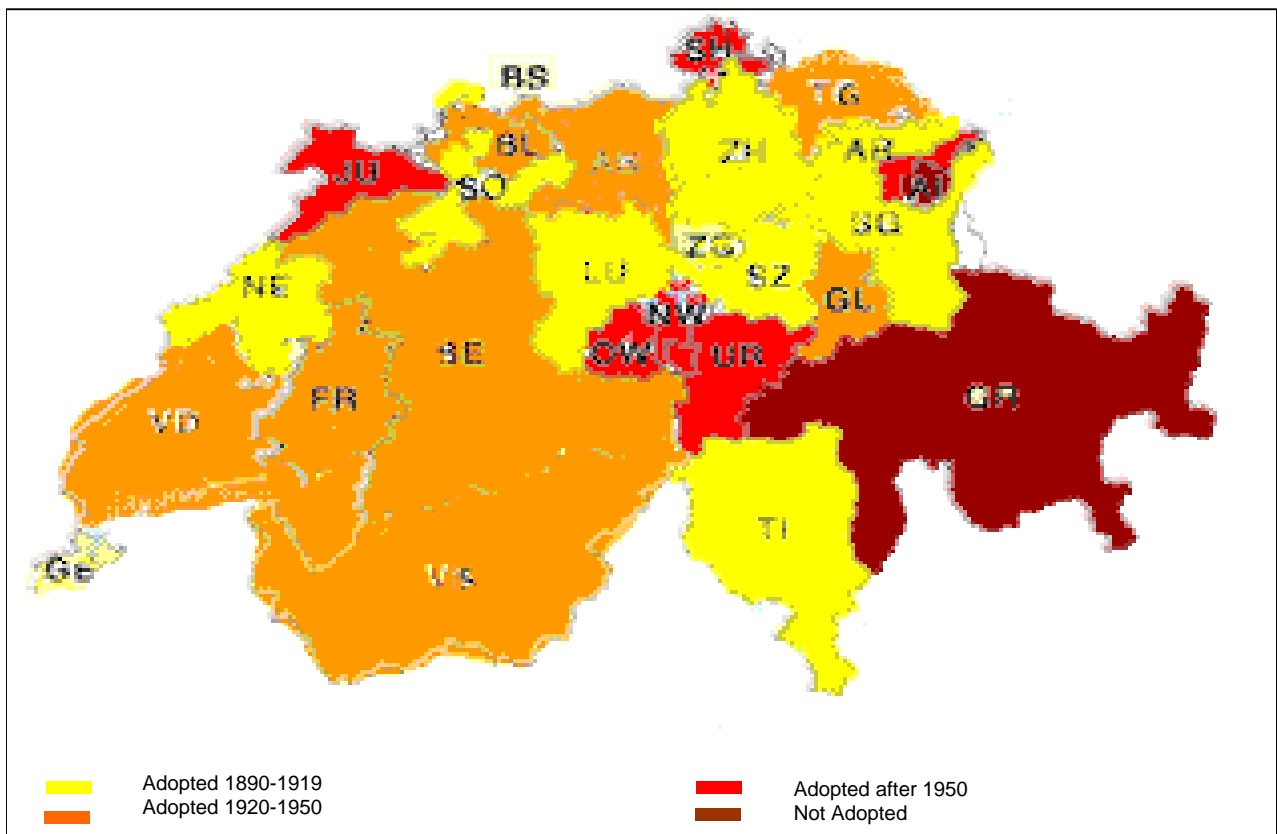 SH
BS
TG
BL
AG
ZH
AR
JU
SO
AI
SG
ZG
NE
LU
SZ
GL
NW
BE
OW
UR
FR
GR
VD
TI
Ge
VS
Adopted 1890-1919
Adopted 1920-1950
Adopted after 1950
Not Adopted